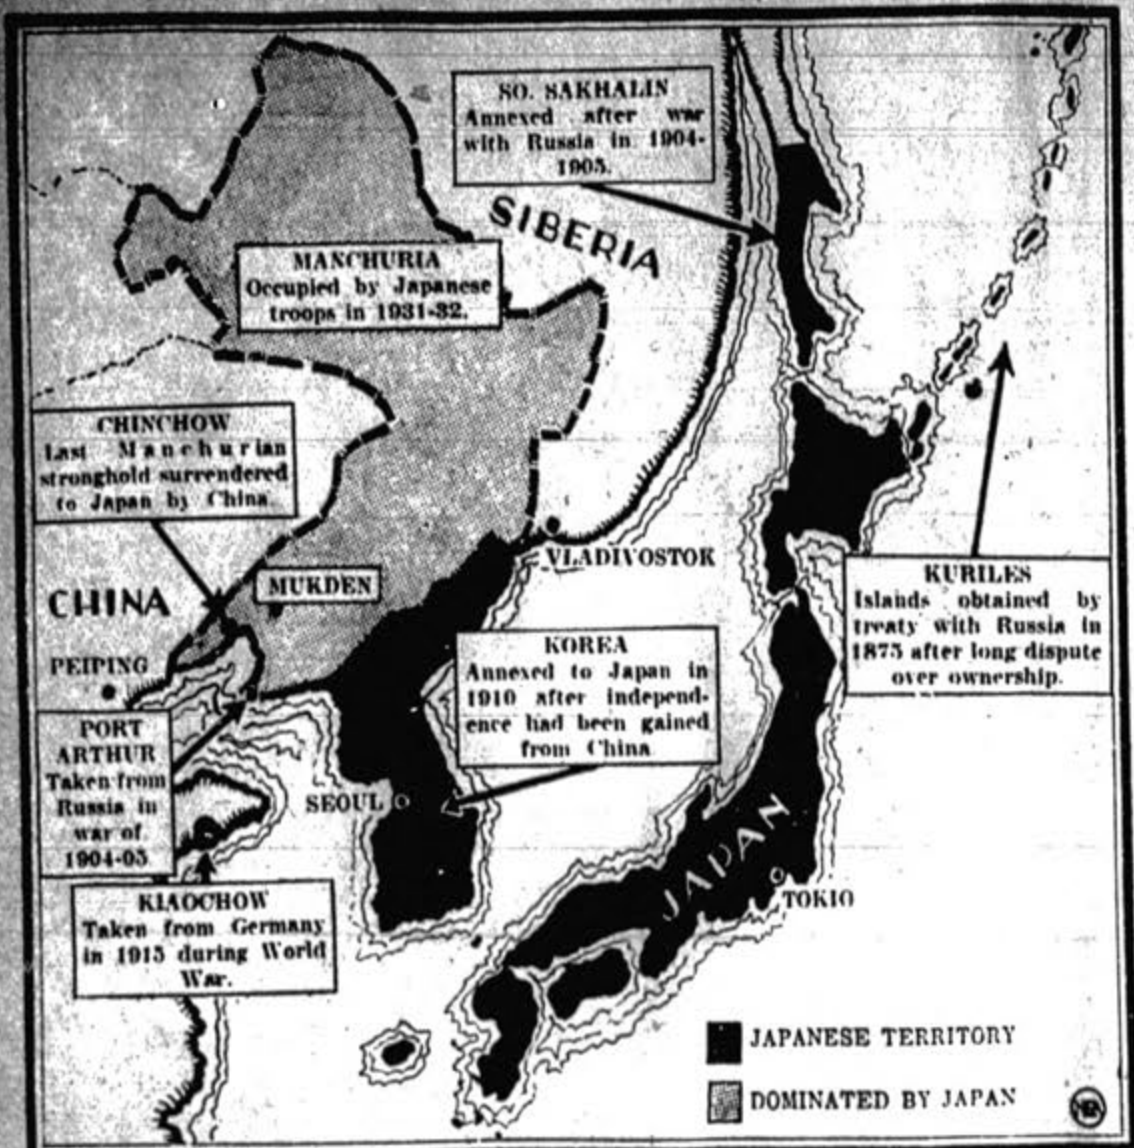 SO. SAKHALIN
Annexed after war
with Russia in 1904-
1905.
SIBERIA
MANCHURIA
Occupied by Japanese
troops in 1931-32.
CHINCHOW
Last Manchurian
stronghold surrendered
to Japan by China.
VLADIVOSTOK
MUKDEN
CHINA
KURILES
Islands obtained by
treaty with Russia in
1875 after long dispute
over ownership.
KOREA
Annexed to Japan in
1910 after independ-
ence had been gained
from China
PEIPING
PORT
ARTHUR
Taken from
Russia in
war of
1904-05
SEOUL
JAPAN
TOKIO
KIAOCHOW
Taken from Germany
in 1915 during World
War.
JAPANESE TERRITORY
DOMINATED BY JAPAN
NEA